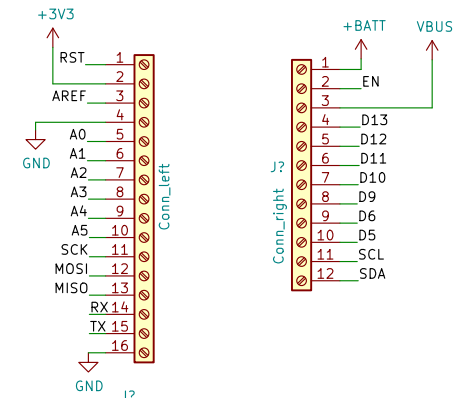 +3V3
RST 1
2
AREF 3
4
GND
A0 5
A1 6
A2 7
A3 8
A4 9
A5 10
SCK 11
MOSI 12
MISO 13
RX 14
TX 15
16
GND
Conn_left
J?
+BATT
VBUS
1
2 EN
3
4 D13
5 D12
6 D11
7 D10
8 D9
9 D6
10 D5
11 SCL
12 SDA
J?
Conn_right